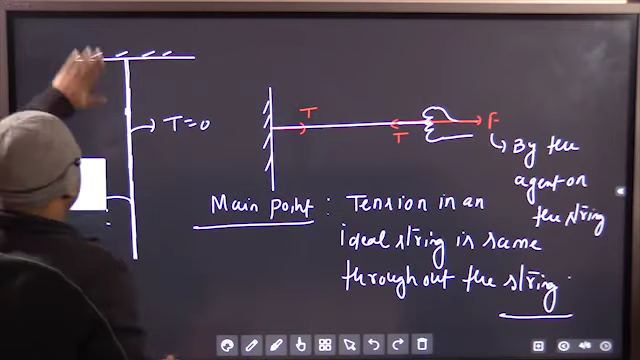 T=0
T
T
F
By the
agent on
the string
Main point: Tension in an
ideal string is same
throughout the string.